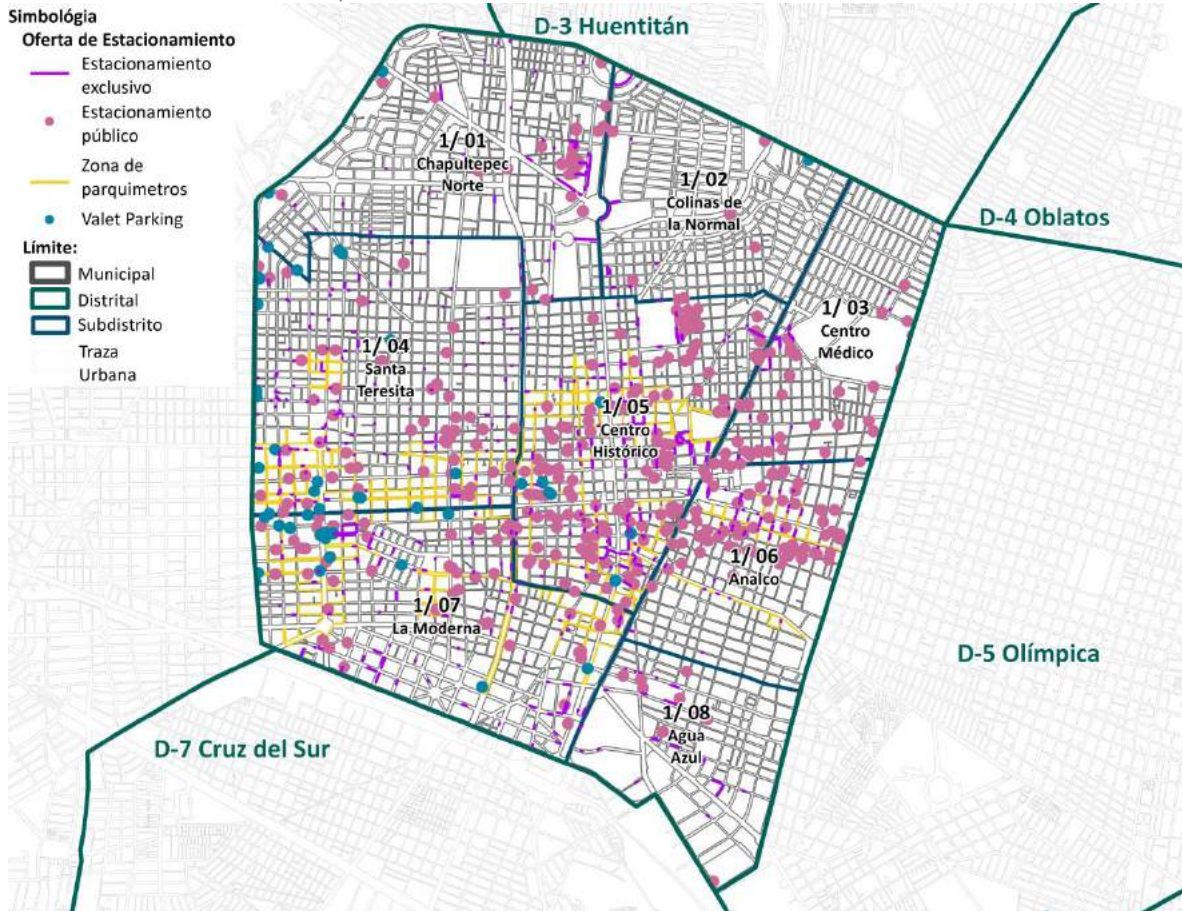 Simbológia
Oferta de Estacionamiento
Estacionamiento
exclusivo
Estacionamiento
público
Zona de
parquimetros
Valet Parking
Límite:
Municipal
Distrital
Subdistrito
Traza
Urbana
D-3 Huentitán
1/ 01
Chapultepec
Norte
1/ 02
Colinas de
la Normal
D-4 Oblatos
1/ 03
Centro
Médico
1/ 04
Santa
Teresita
1/ 05
Centro
Histórico
1/ 06
Analco
1/ 07
La Moderna
D-5 Olímpica
1/ 08
Agua
Azul
D-7 Cruz del Sur